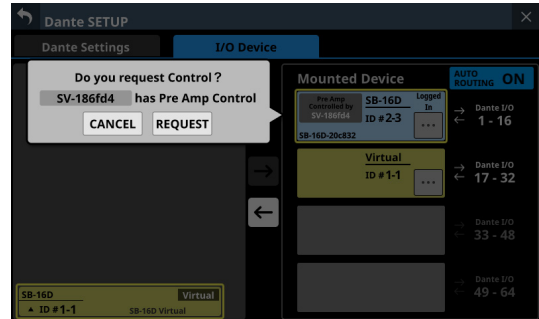 Dante SETUP
Dante Settings
I/O Device
Do you request Control ?
SV-186fd4 has Pre Amp Control
CANCEL REQUEST
Mounted Device
AUTO ROUTING ON
Pre Amp
Controlled by
SV-186fd4
SB-16D
Logged In
ID # 2-3
...
SB-16D-20c832
Dante I/O
1 - 16
Virtual
ID # 1-1
...
Dante I/O
17 - 32
Dante I/O
33 - 48
Dante I/O
49 - 64
SB-16D
Virtual
▲ ID # 1-1
SB-16D Virtual